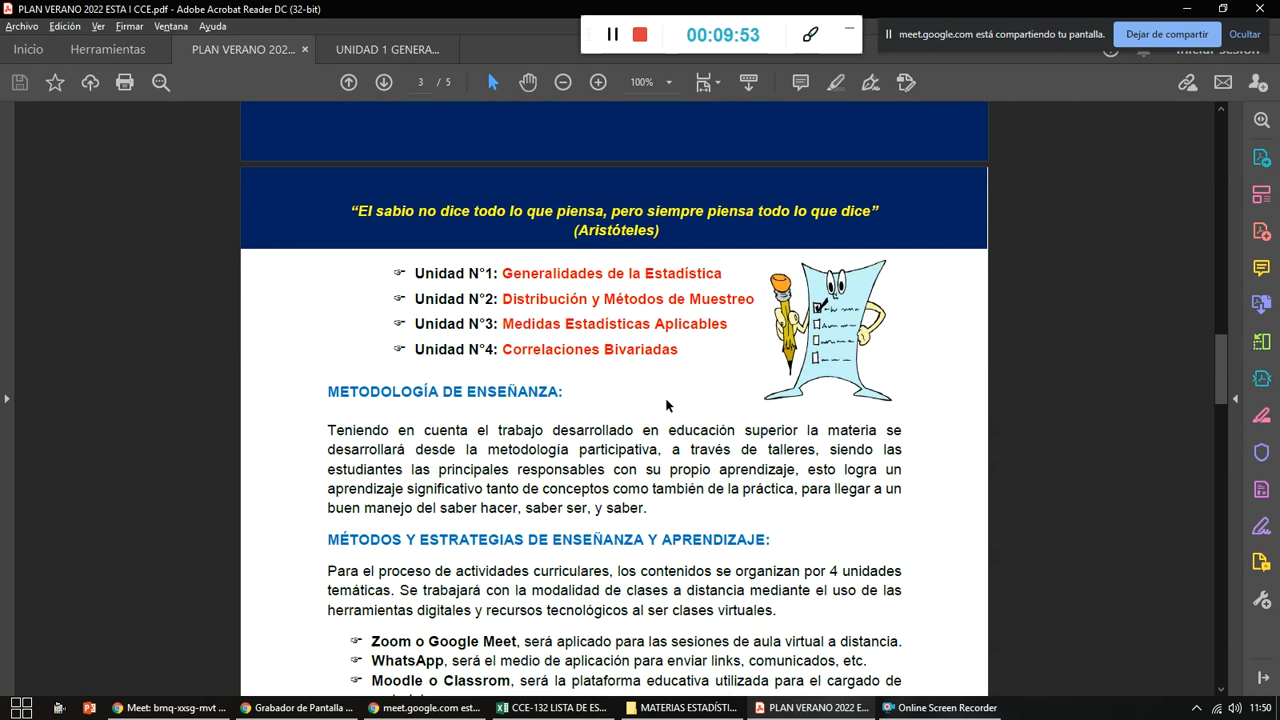 PLAN VERANO 2022 ESTA I CCE.pdf - Adobe Acrobat Reader DC (32-bit)
Archivo Edición Ver Firmar Ventana Ayuda
00:09:53
meet.google.com está compartiendo tu pantalla. Dejar de compartir Ocultar
Inicio Herramientas PLAN VERANO 202... × UNIDAD 1 GENERA...
3 / 5 100%
“El sabio no dice todo lo que piensa, pero siempre piensa todo lo que dice”
(Aristóteles)
Unidad N°1: Generalidades de la Estadística
Unidad N°2: Distribución y Métodos de Muestreo
Unidad N°3: Medidas Estadísticas Aplicables
Unidad N°4: Correlaciones Bivariadas
METODOLOGÍA DE ENSEÑANZA:
Teniendo en cuenta el trabajo desarrollado en educación superior la materia se
desarrollará desde la metodología participativa, a través de talleres, siendo las
estudiantes las principales responsables con su propio aprendizaje, esto logra un
aprendizaje significativo tanto de conceptos como también de la práctica, para llegar a un
buen manejo del saber hacer, saber ser, y saber.
MÉTODOS Y ESTRATEGIAS DE ENSEÑANZA Y APRENDIZAJE:
Para el proceso de actividades curriculares, los contenidos se organizan por 4 unidades
temáticas. Se trabajará con la modalidad de clases a distancia mediante el uso de las
herramientas digitales y recursos tecnológicos al ser clases virtuales.
Zoom o Google Meet, será aplicado para las sesiones de aula virtual a distancia.
WhatsApp, será el medio de aplicación para enviar links, comunicados, etc.
Moodle o Classrom, será la plataforma educativa utilizada para el cargado de
Meet: bmq-xxsg-mvt ... Grabador de Pantalla ... meet.google.com est... CCE-132 LISTA DE ES... MATERIAS ESTADÍSTI... PLAN VERANO 2022 E... Online Screen Recorder 11:50